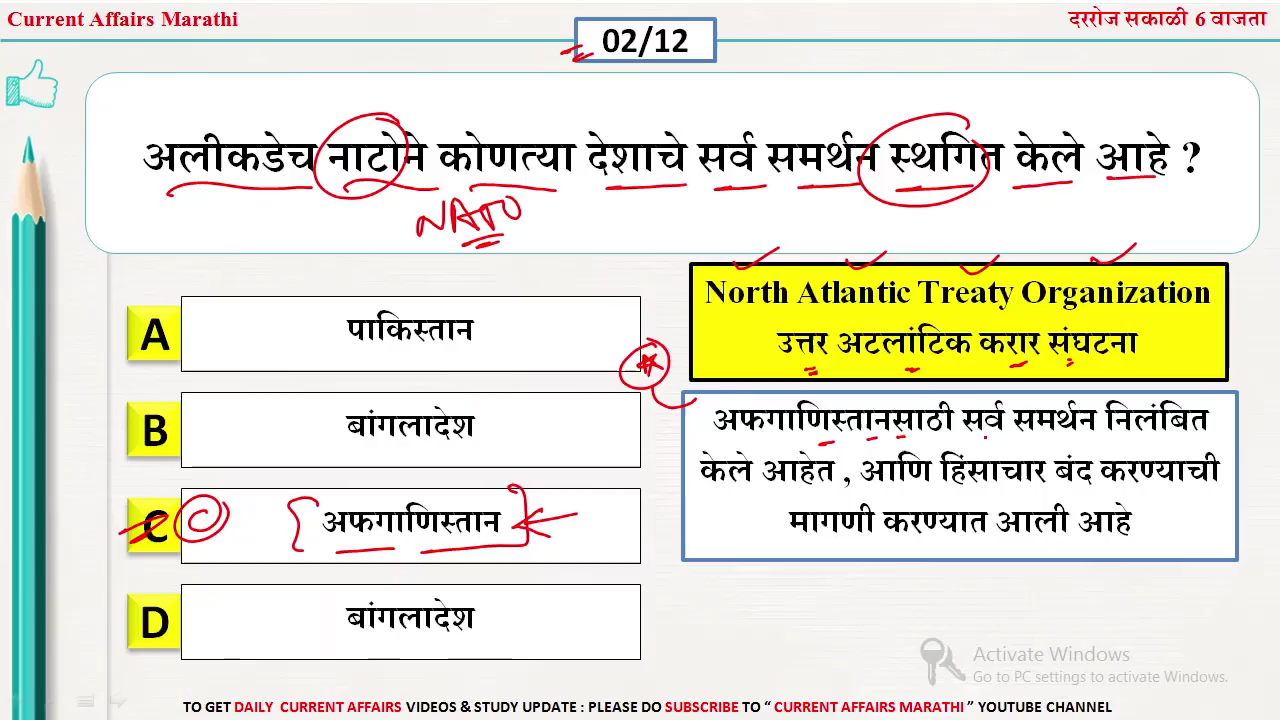 Current Affairs Marathi
दररोज सकाळी 6 वाजता
02/12
अलीकडेच नाटोने कोणत्या देशाचे सर्व समर्थन स्थगित केले आहे ?
NATO
North Atlantic Treaty Organization
उत्तर अटलांटिक करार संघटना
A
पाकिस्तान
B
बांगलादेश
C
अफगाणिस्तान
D
बांगलादेश
अफगाणिस्तानसाठी सर्व समर्थन निलंबित
केले आहेत , आणि हिंसाचार बंद करण्याची
मागणी करण्यात आली आहे
Activate Windows
Go to PC settings to activate Windows.
TO GET DAILY CURRENT AFFAIRS VIDEOS & STUDY UPDATE : PLEASE DO SUBSCRIBE TO “ CURRENT AFFAIRS MARATHI ” YOUTUBE CHANNEL